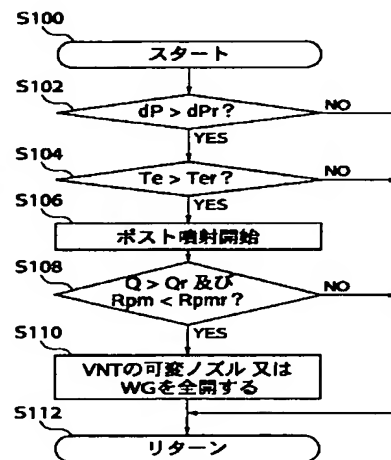 S100
スタート
S102
dP > dPr ?
NO
YES
S104
Te > Ter ?
NO
YES
S106
ポスト噴射開始
S108
Q > Qr 及び
Rpm < Rpmr ?
NO
YES
S110
VNTの可変ノズル 又は
WGを全開する
S112
リターン